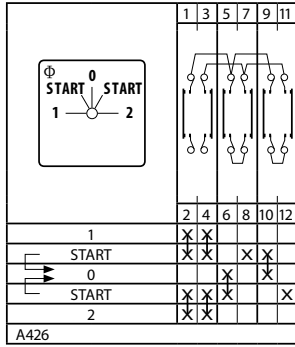 1 3 5 7 9 11
Φ
0
START START
1 2
2 4 6 8 10 12
1 X X
START X X X X
0 X X
START X X X X
2 X X
A426